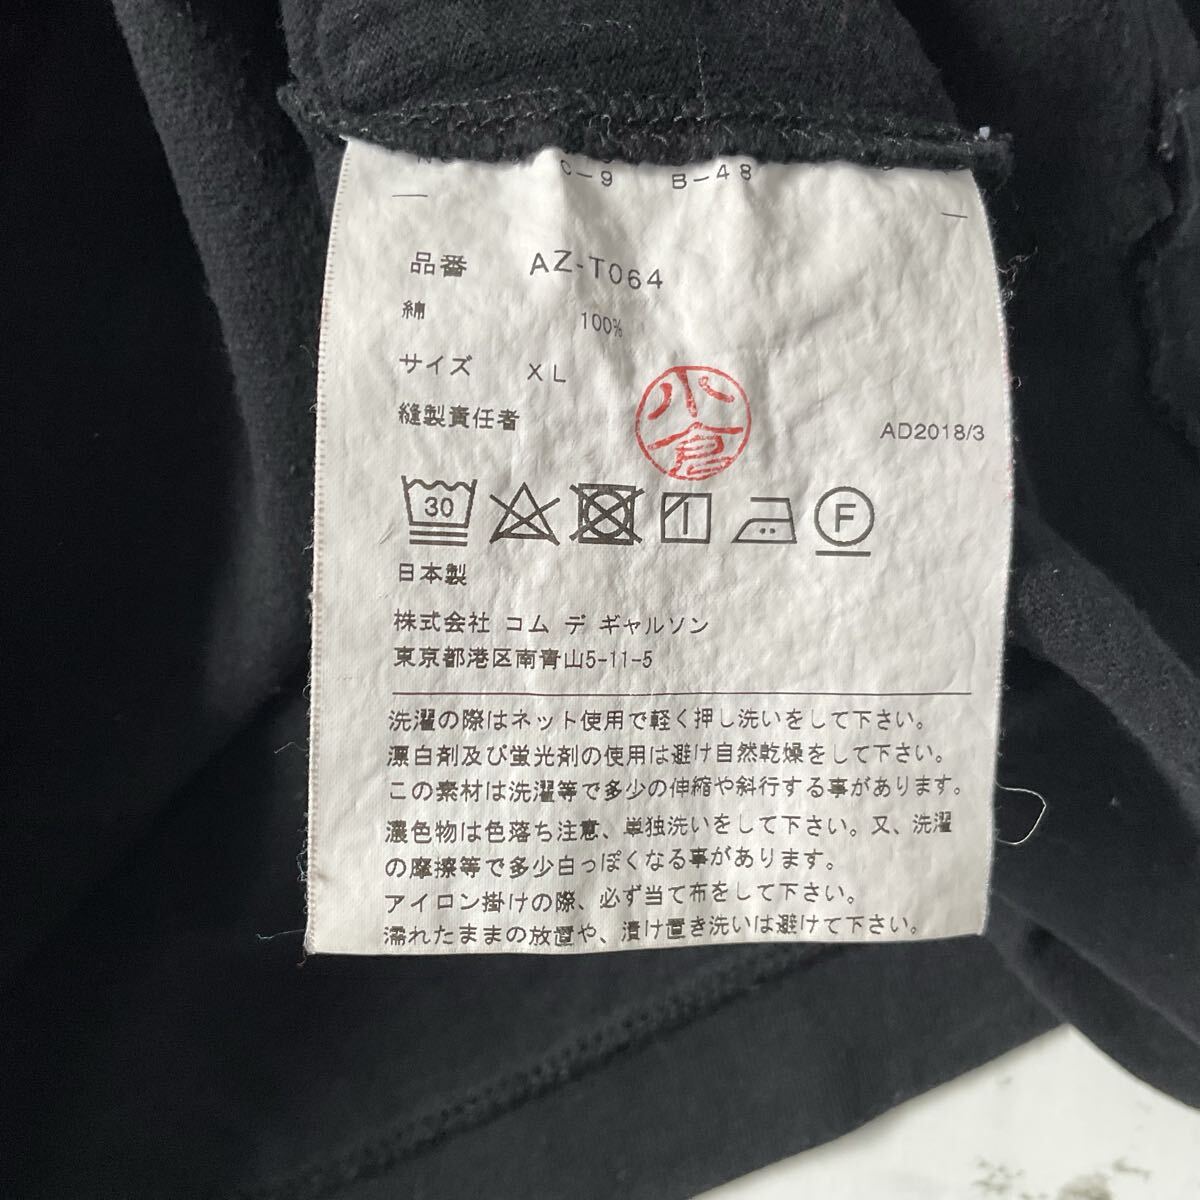 C-9 B-48
品番 AZ-T064
綿 100%
サイズ XL
縫製責任者 小倉 AD2018/3
30 F
日本製
株式会社 コム デ ギャルソン
東京都港区南青山5-11-5
洗濯の際はネット使用で軽く押し洗いをして下さい。
漂白剤及び蛍光剤の使用は避け自然乾燥をして下さい。
この素材は洗濯等で多少の伸縮や斜行する事があります。
濃色物は色落ち注意、単独洗いをして下さい。又、洗濯
の摩擦等で多少白っぽくなる事があります。
アイロン掛けの際、必ず当て布をして下さい。
濡れたままの放置や、漬け置き洗いは避けて下さい。